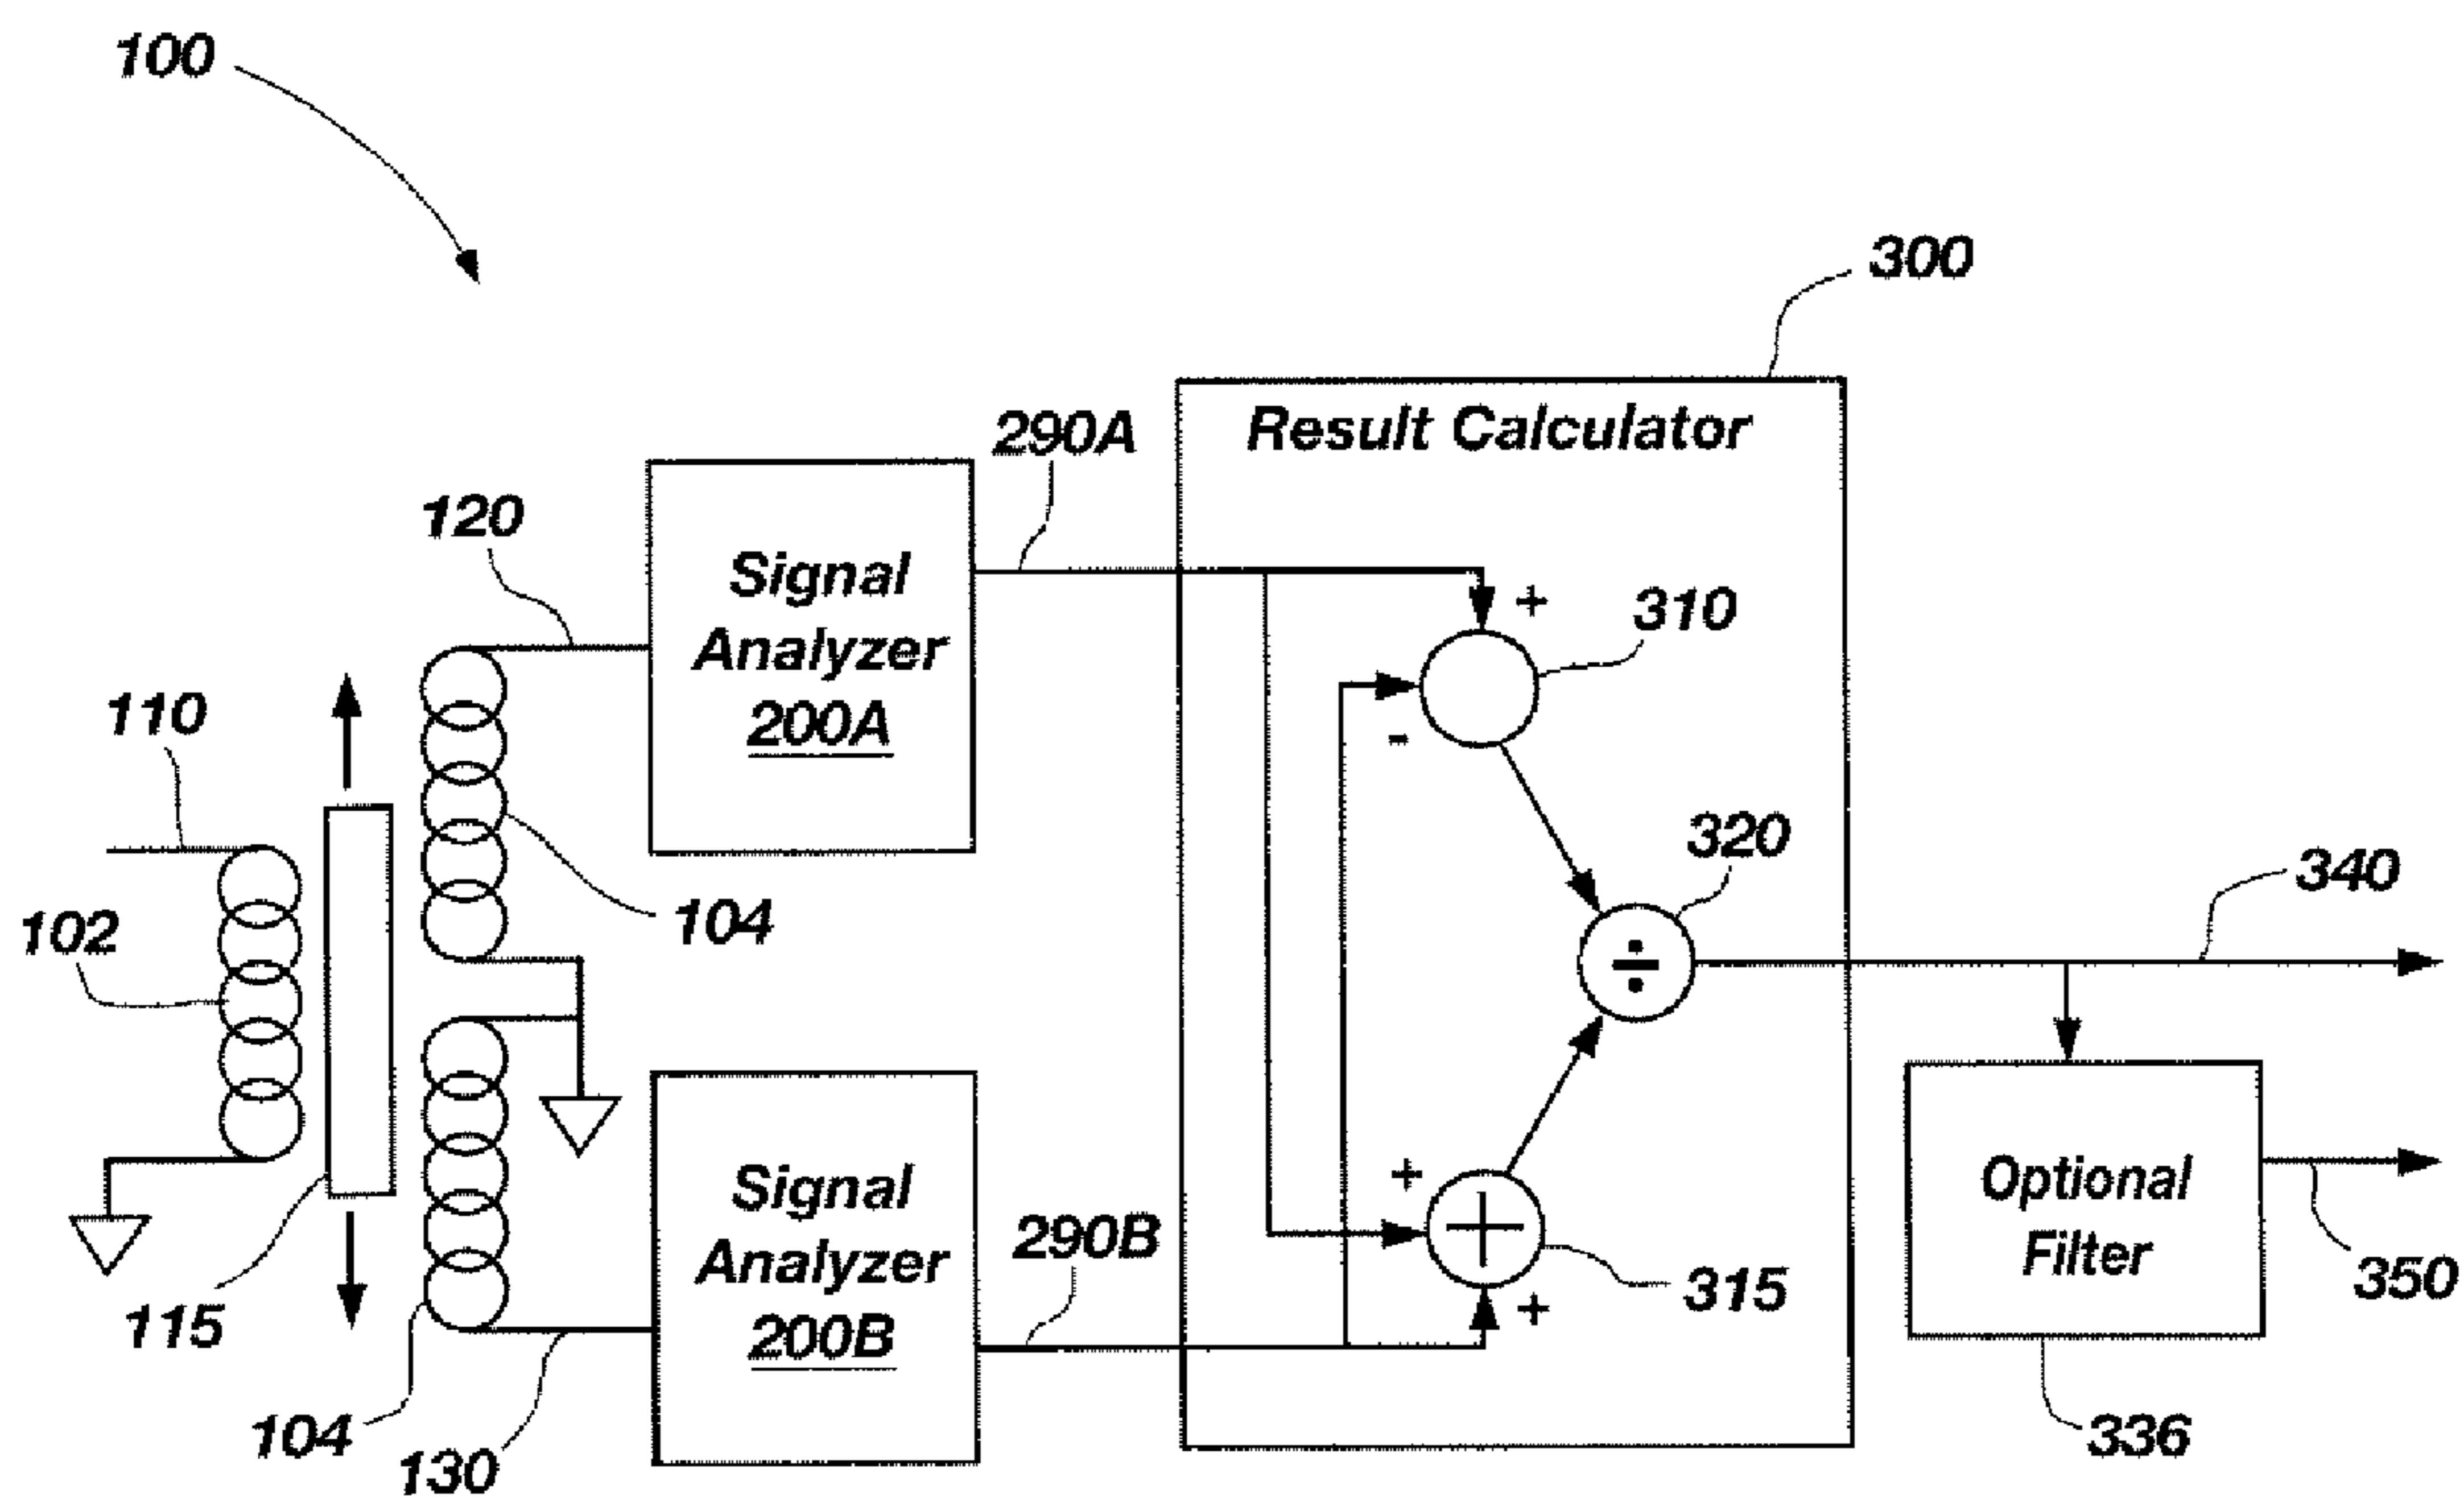 100
300
Result Calculator
290A
120
Signal
Analyzer
200A
+
310
110
-
320
104
340
102
÷
+
Signal
Analyzer
200B
290B
+
315
+
Optional
Filter
350
115
104
130
336